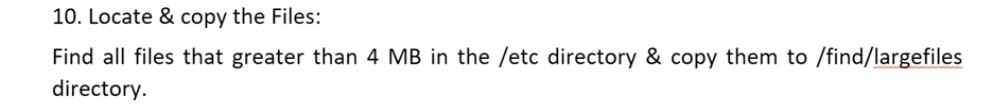 10. Locate & copy the Files:
Find all files that greater than 4 MB in the /etc directory & copy them to /find/largefiles
directory.